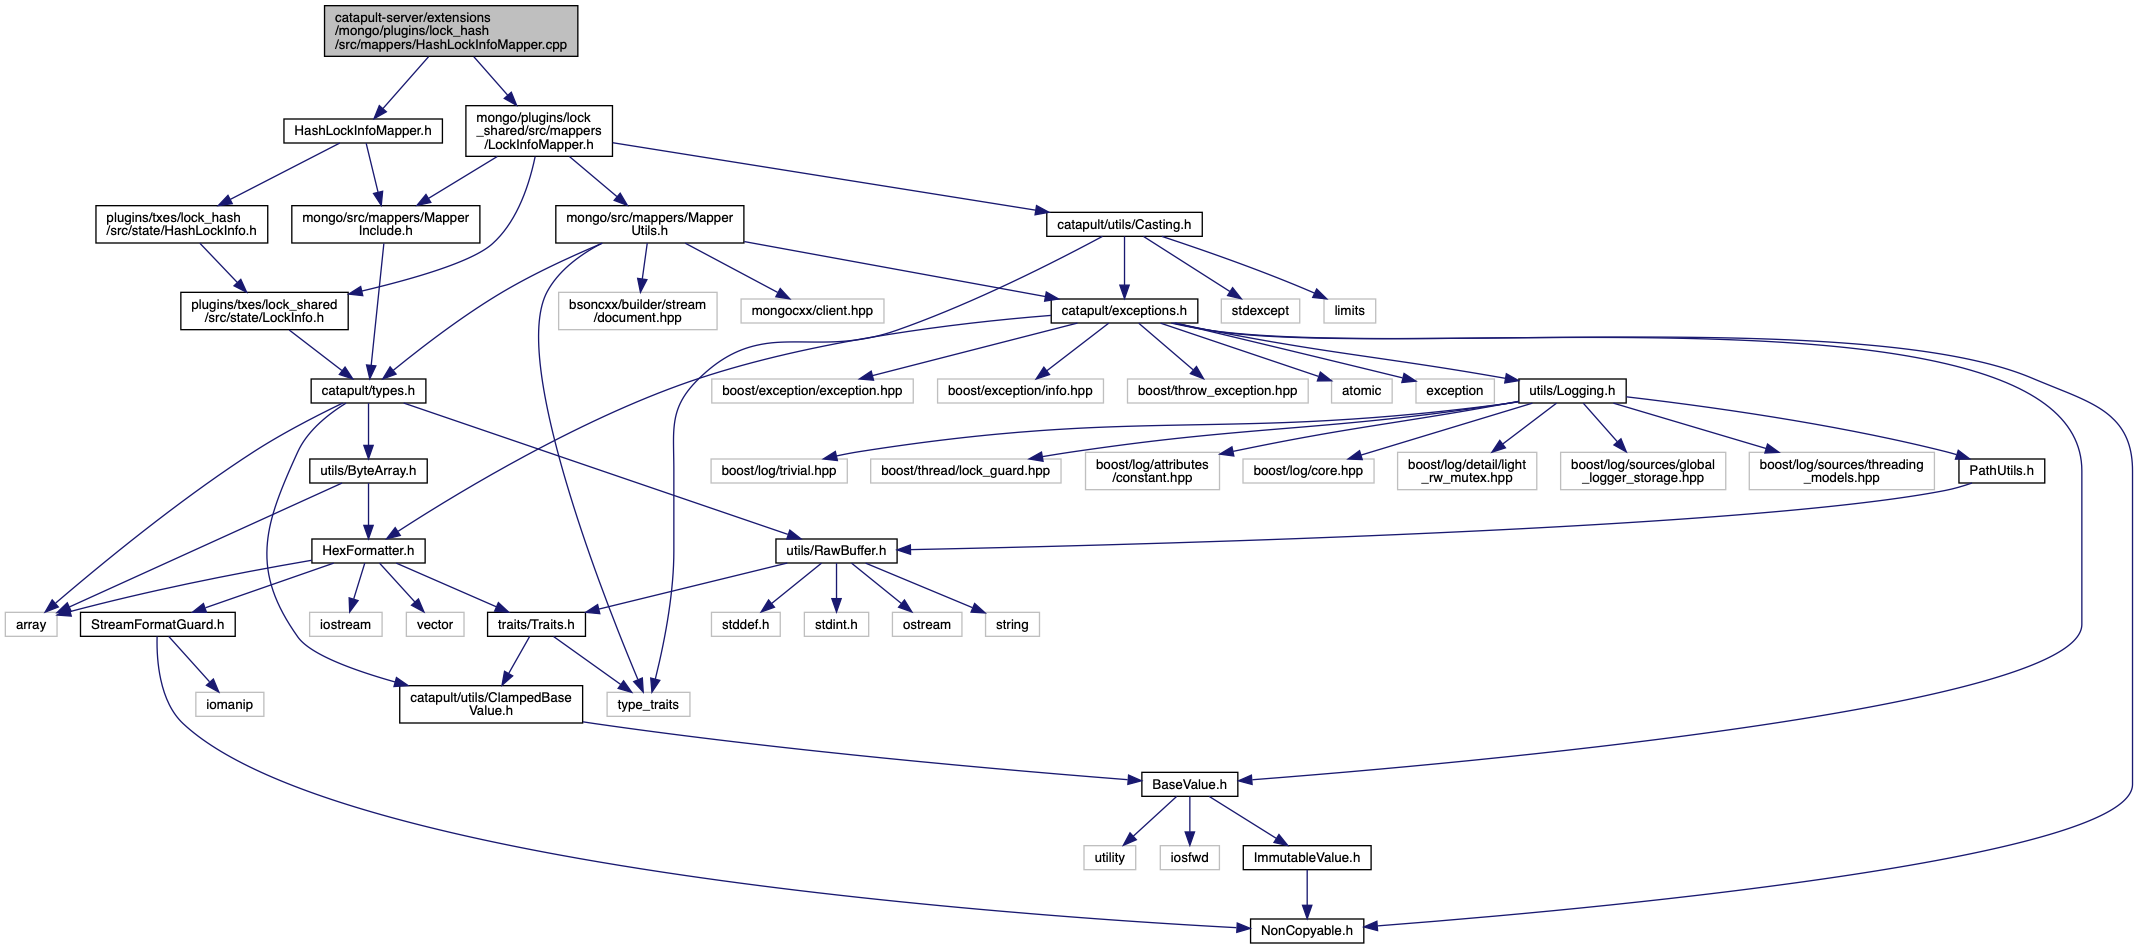 catapult-server/extensions
/mongo/plugins/lock_hash
/src/mappers/HashLockInfoMapper.cpp
HashLockInfoMapper.h
mongo/plugins/lock
_shared/src/mappers
/LockInfoMapper.h
plugins/txes/lock_hash
/src/state/HashLockInfo.h
mongo/src/mappers/Mapper
Include.h
mongo/src/mappers/Mapper
Utils.h
catapult/utils/Casting.h
plugins/txes/lock_shared
/src/state/LockInfo.h
bsoncxx/builder/stream
/document.hpp
mongocxx/client.hpp
catapult/exceptions.h
stdexcept
limits
catapult/types.h
boost/exception/exception.hpp
boost/exception/info.hpp
boost/throw_exception.hpp
atomic
exception
utils/Logging.h
utils/ByteArray.h
boost/log/trivial.hpp
boost/thread/lock_guard.hpp
boost/log/attributes
/constant.hpp
boost/log/core.hpp
boost/log/detail/light
_rw_mutex.hpp
boost/log/sources/global
_logger_storage.hpp
boost/log/sources/threading
_models.hpp
PathUtils.h
HexFormatter.h
utils/RawBuffer.h
array
StreamFormatGuard.h
iostream
vector
traits/Traits.h
stddef.h
stdint.h
ostream
string
iomanip
catapult/utils/ClampedBase
Value.h
type_traits
BaseValue.h
utility
iosfwd
ImmutableValue.h
NonCopyable.h